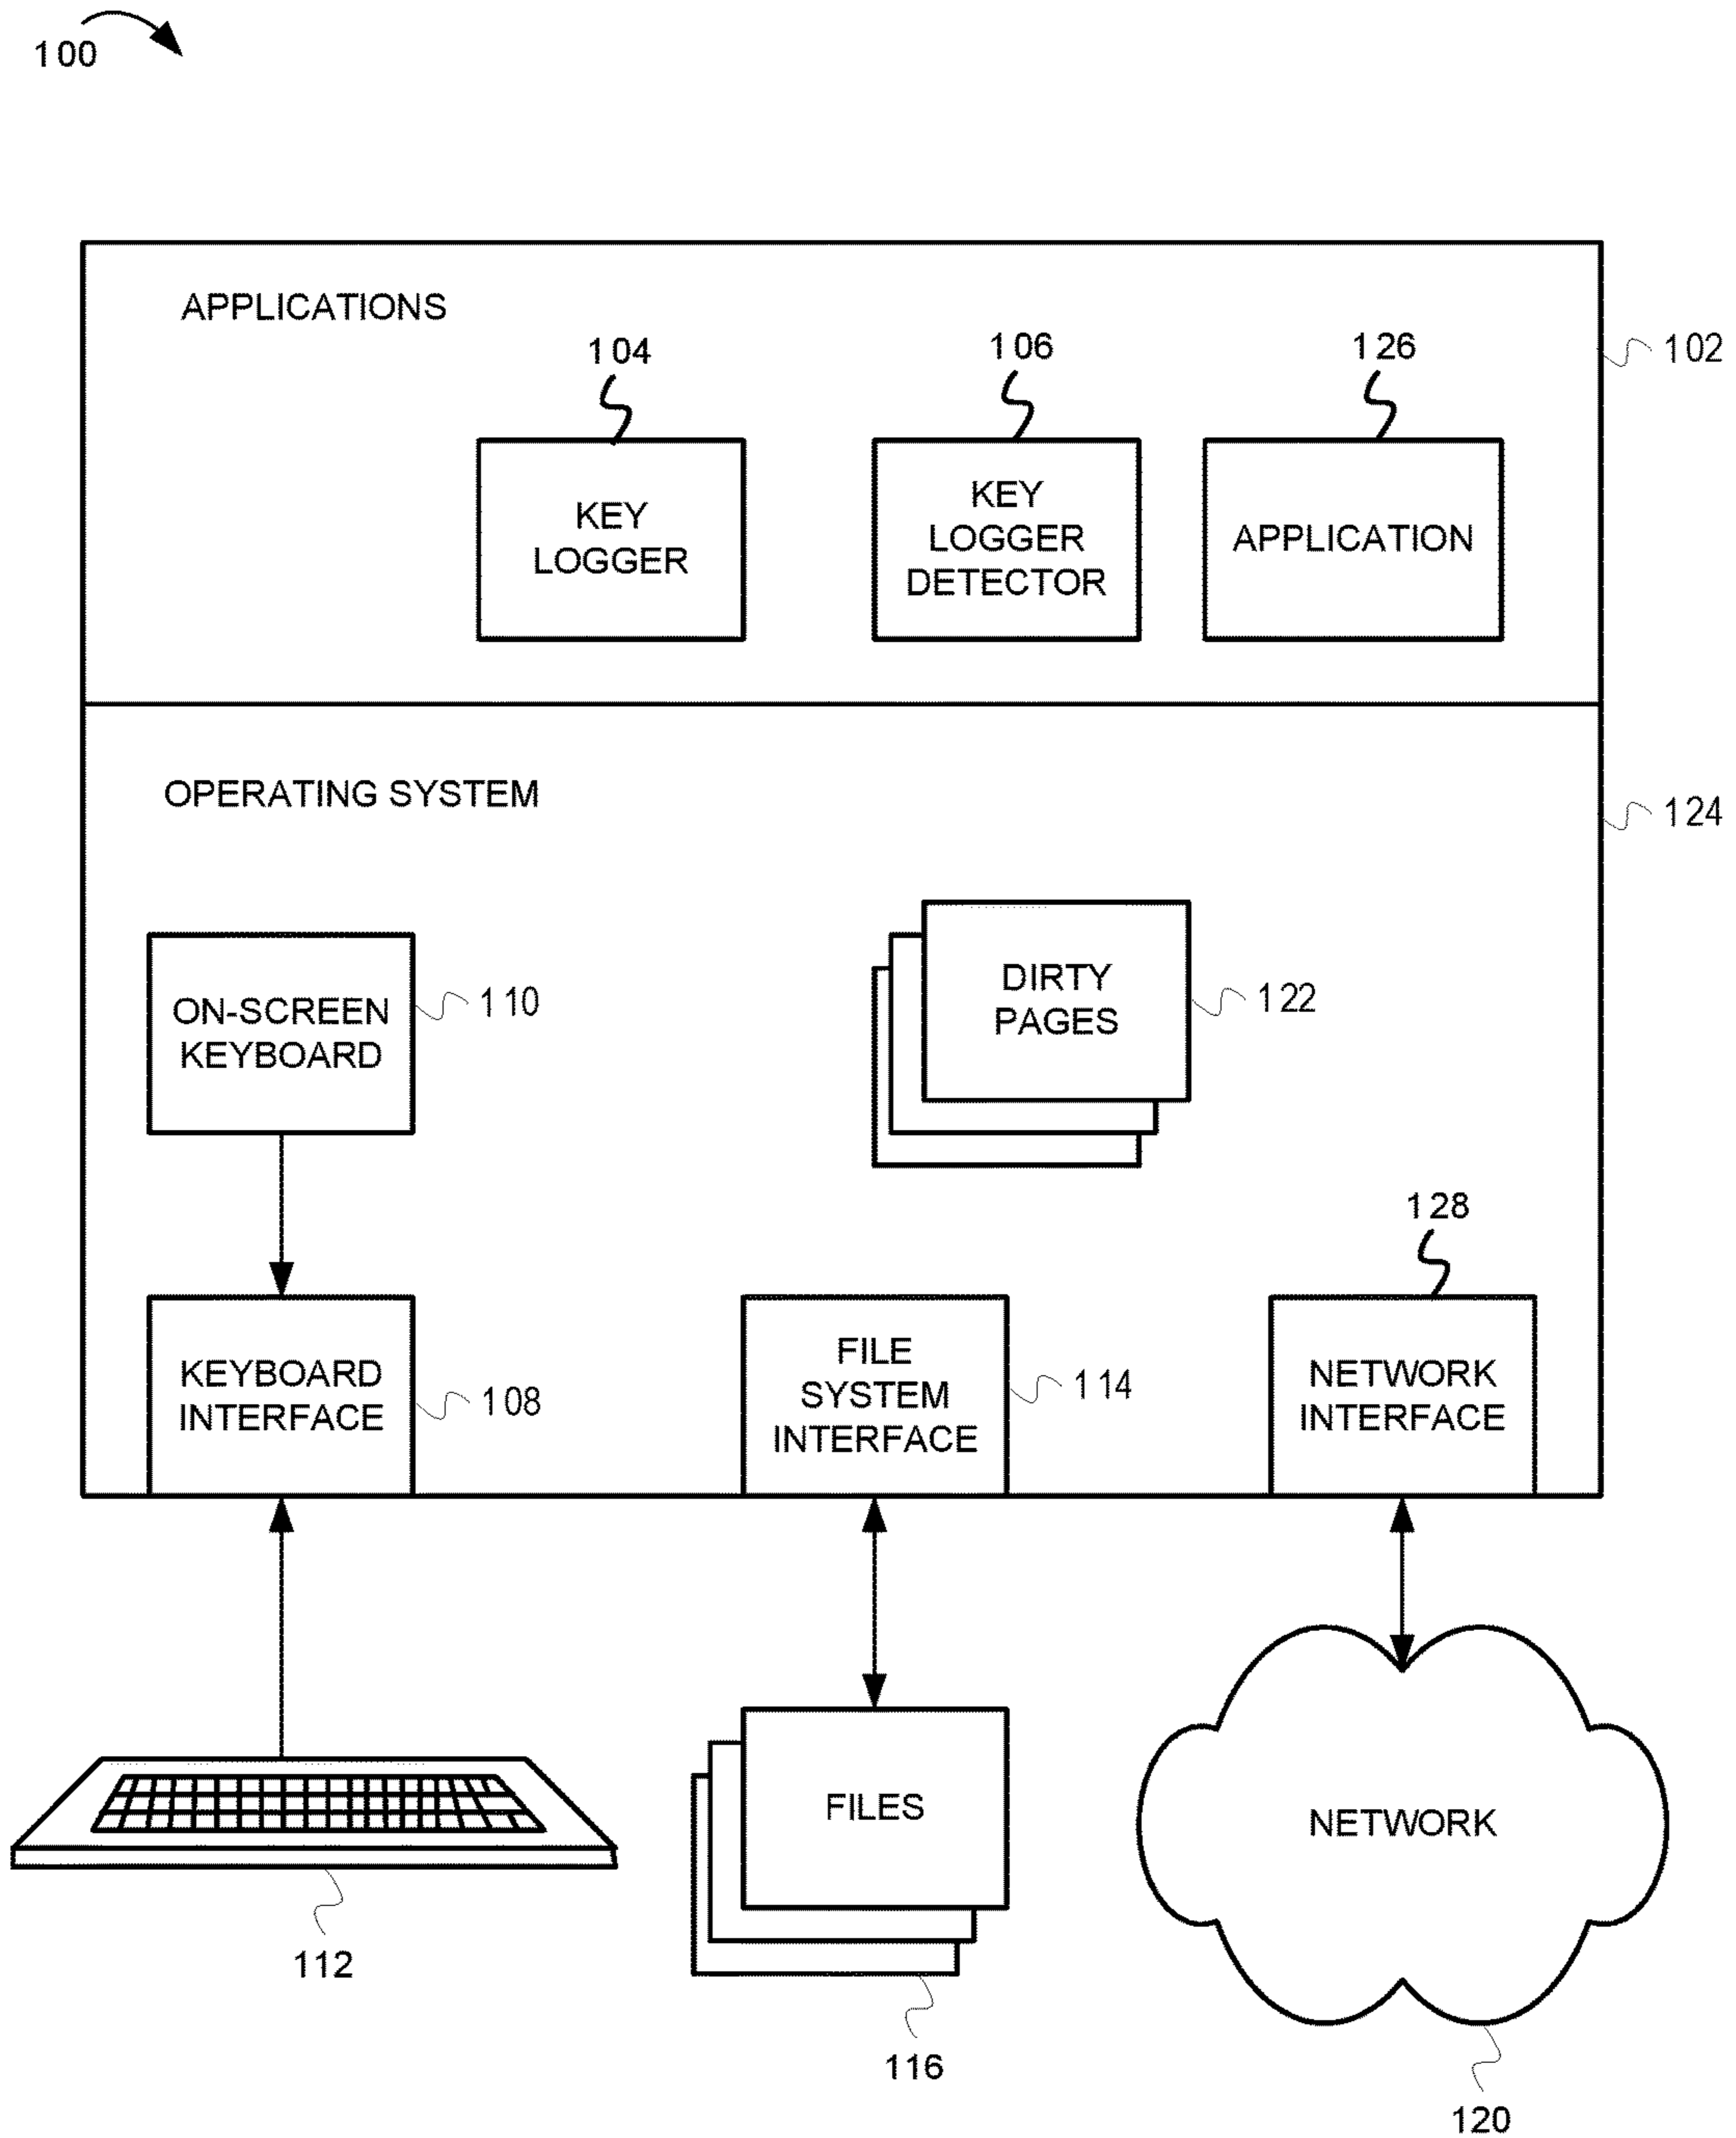 100
APPLICATIONS
102
104
106
126
KEY
LOGGER
KEY
LOGGER
DETECTOR
APPLICATION
OPERATING SYSTEM
124
ON-SCREEN
KEYBOARD
110
DIRTY
PAGES
122
128
KEYBOARD
INTERFACE
108
FILE
SYSTEM
INTERFACE
114
NETWORK
INTERFACE
FILES
NETWORK
112
116
120